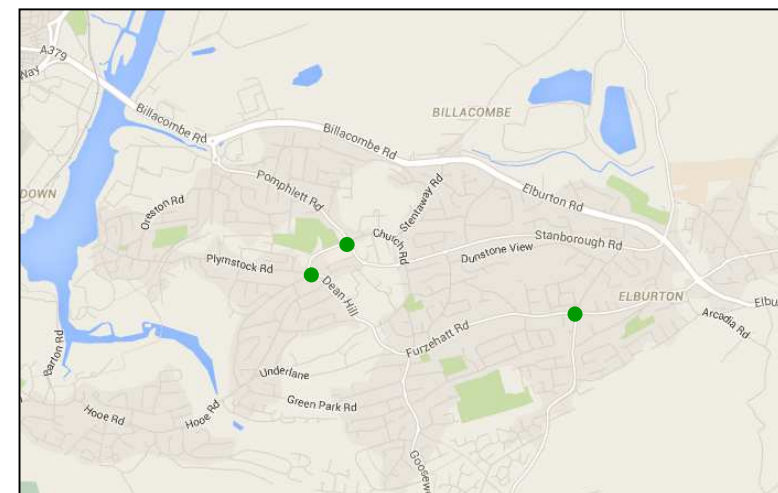 A379
Way
Billacombe Rd
Billacombe Rd
BILLACOMBE
DOWN
Pomphlett Rd
Oreston Rd
Stentaway Rd
Elburton Rd
Church Rd
Stanborough Rd
Dunstone View
Plymstock Rd
Dean Hill
ELBURTON
Elbu
Arcadia Rd
Furzehatt Rd
Barton Rd
Underlane
Green Park Rd
Hooe Rd
Hooe Rd
Goosew